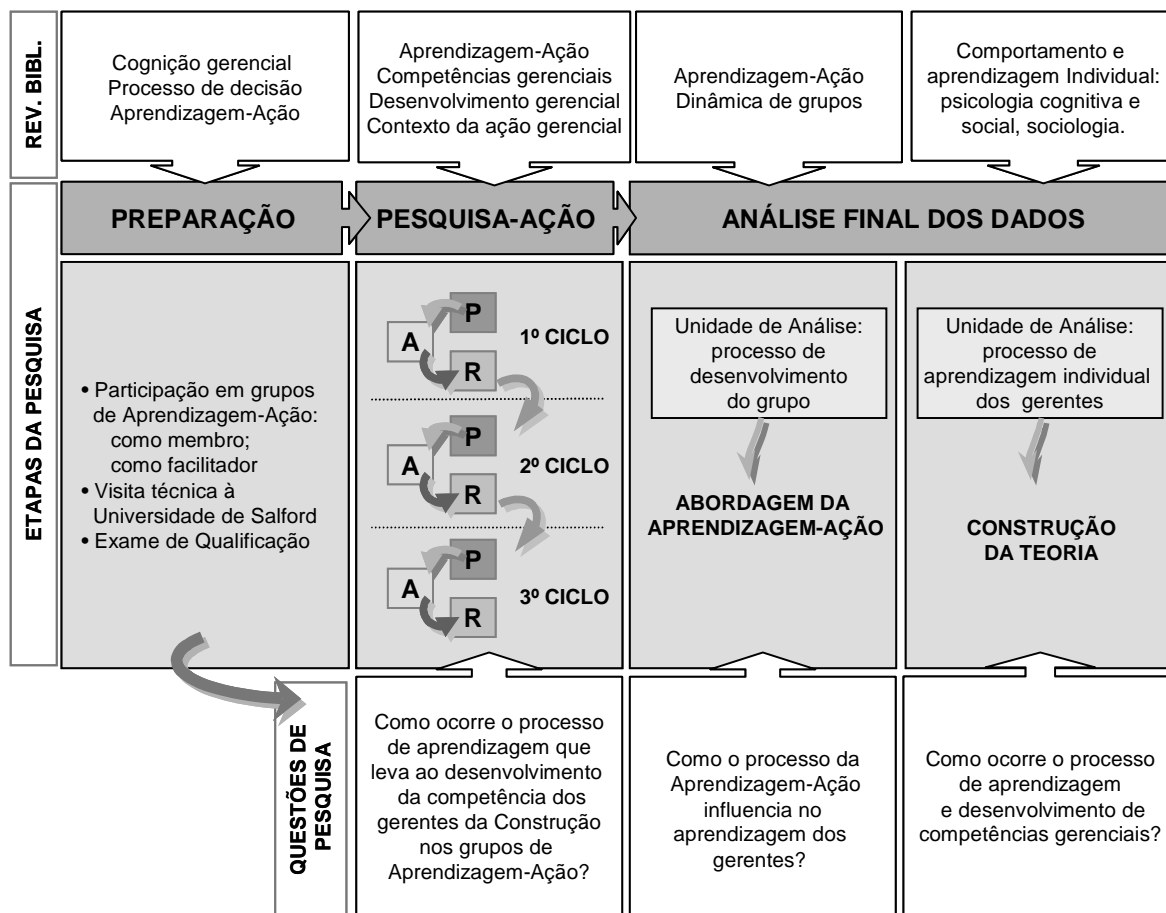 REV. BIBL.
Cognição gerencial
Processo de decisão
Aprendizagem-Ação
Aprendizagem-Ação
Competências gerenciais
Desenvolvimento gerencial
Contexto da ação gerencial
Aprendizagem-Ação
Dinâmica de grupos
Comportamento e
aprendizagem Individual:
psicologia cognitiva e
social, sociologia.
ETAPAS DA PESQUISA
PREPARAÇÃO
PESQUISA-AÇÃO
ANÁLISE FINAL DOS DADOS
• Participação em grupos
de Aprendizagem-Ação:
como membro;
como facilitador
• Visita técnica à
Universidade de Salford
• Exame de Qualificação
P
A
R
1º CICLO
P
A
R
2º CICLO
P
A
R
3º CICLO
Unidade de Análise:
processo de
desenvolvimento
do grupo
ABORDAGEM DA
APRENDIZAGEM-AÇÃO
Unidade de Análise:
processo de
aprendizagem individual
dos gerentes
CONSTRUÇÃO
DA TEORIA
QUESTÕES DE
PESQUISA
Como ocorre o processo
de aprendizagem que
leva ao desenvolvimento
da competência dos
gerentes da Construção
nos grupos de
Aprendizagem-Ação?
Como o processo da
Aprendizagem-Ação
influencia no
aprendizagem dos
gerentes?
Como ocorre o processo
de aprendizagem
e desenvolvimento de
competências gerenciais?